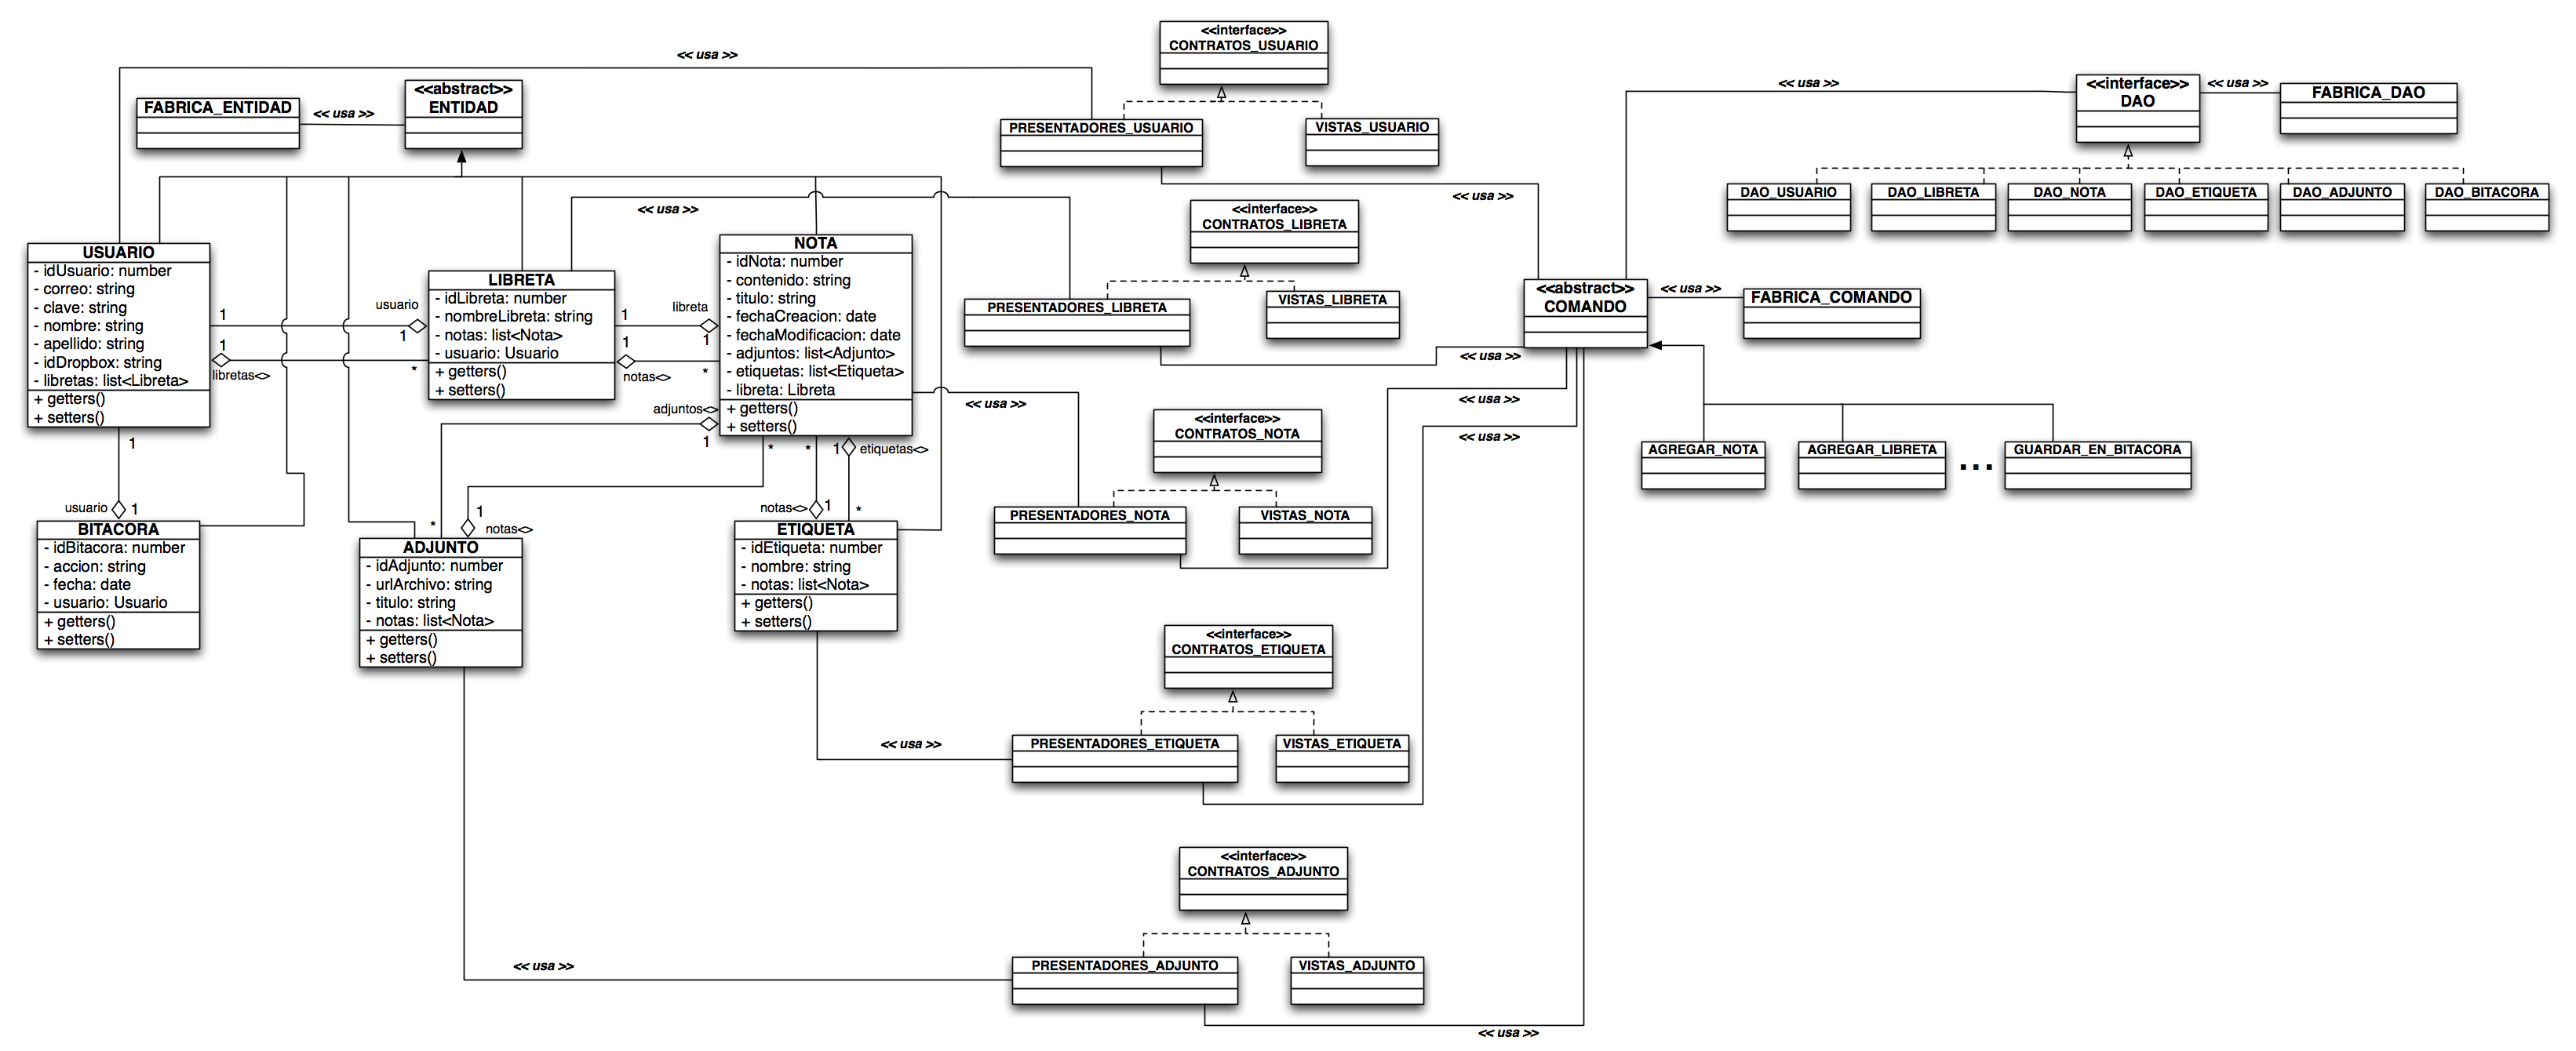 << usa >>
<<interface>>
CONTRATOS_USUARIO
<<abstract>>
ENTIDAD
FABRICA_ENTIDAD
<< usa >>
PRESENTADORES_USUARIO
VISTAS_USUARIO
<< usa >>
<< usa >>
<<interface>>
DAO
<< usa >>
FABRICA_DAO
DAO_USUARIO
DAO_LIBRETA
DAO_NOTA
DAO_ETIQUETA
DAO_ADJUNTO
DAO_BITACORA
<< usa >>
<<interface>>
CONTRATOS_LIBRETA
PRESENTADORES_LIBRETA
VISTAS_LIBRETA
<< usa >>
USUARIO
- idUsuario: number
- correo: string
- clave: string
- nombre: string
- apellido: string
- idDropbox: string
- libretas: list<Libreta>
+ getters()
+ setters()
1
usuario
1
1
libretas<>
*
LIBRETA
- idLibreta: number
- nombreLibreta: string
- notas: list<Nota>
- usuario: Usuario
+ getters()
+ setters()
1
libreta
1
1
notas<>
*
NOTA
- idNota: number
- contenido: string
- titulo: string
- fechaCreacion: date
- fechaModificacion: date
- adjuntos: list<Adjunto>
- etiquetas: list<Etiqueta>
- libreta: Libreta
+ getters()
+ setters()
adjuntos<>
1
*
*
1
etiquetas<>
<< usa >>
<<abstract>>
COMANDO
<< usa >>
FABRICA_COMANDO
AGREGAR_NOTA
AGREGAR_LIBRETA
...
GUARDAR_EN_BITACORA
<< usa >>
<< usa >>
<<interface>>
CONTRATOS_NOTA
PRESENTADORES_NOTA
VISTAS_NOTA
1
usuario
1
BITACORA
- idBitacora: number
- accion: string
- fecha: date
- usuario: Usuario
+ getters()
+ setters()
*
1
notas<>
ADJUNTO
- idAdjunto: number
- urlArchivo: string
- titulo: string
- notas: list<Nota>
+ getters()
+ setters()
notas<>
1
*
ETIQUETA
- idEtiqueta: number
- nombre: string
- notas: list<Nota>
+ getters()
+ setters()
<<interface>>
CONTRATOS_ETIQUETA
<< usa >>
PRESENTADORES_ETIQUETA
VISTAS_ETIQUETA
<<interface>>
CONTRATOS_ADJUNTO
<< usa >>
PRESENTADORES_ADJUNTO
VISTAS_ADJUNTO
<< usa >>